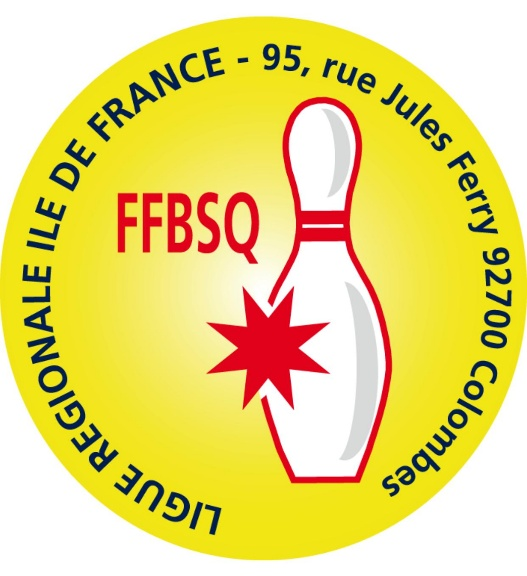 LIGUE REGIONALE ILE DE FRANCE - 95, rue Jules Ferry 92700 Colombes
FFBSQ